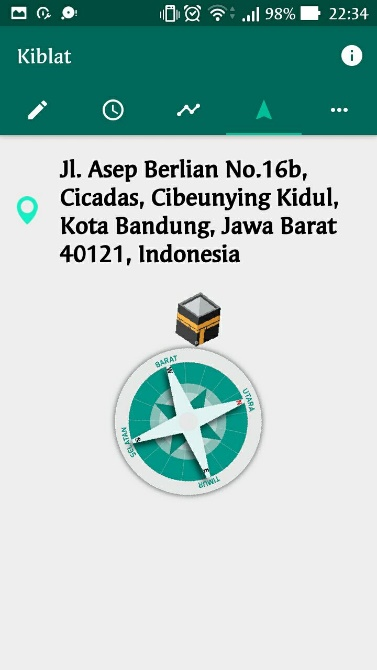 98% 22:34
Kiblat
Jl. Asep Berlian No.16b,
Cicadas, Cibeunying Kidul,
Kota Bandung, Jawa Barat
40121, Indonesia
BARAT
W
UTARA
N
SELATAN
S
E
TIMUR